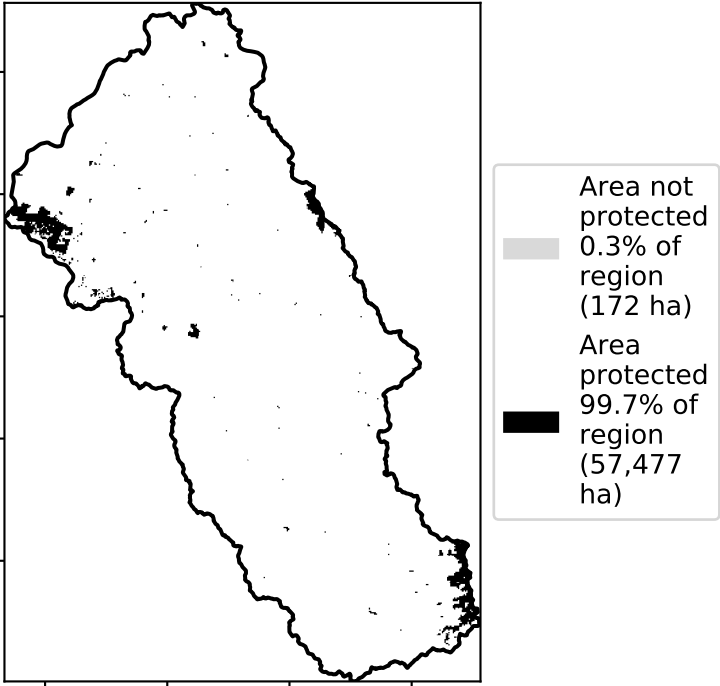 Area not
protected
0.3% of
region
(172 ha)
Area
protected
99.7% of
region
(57,477
ha)